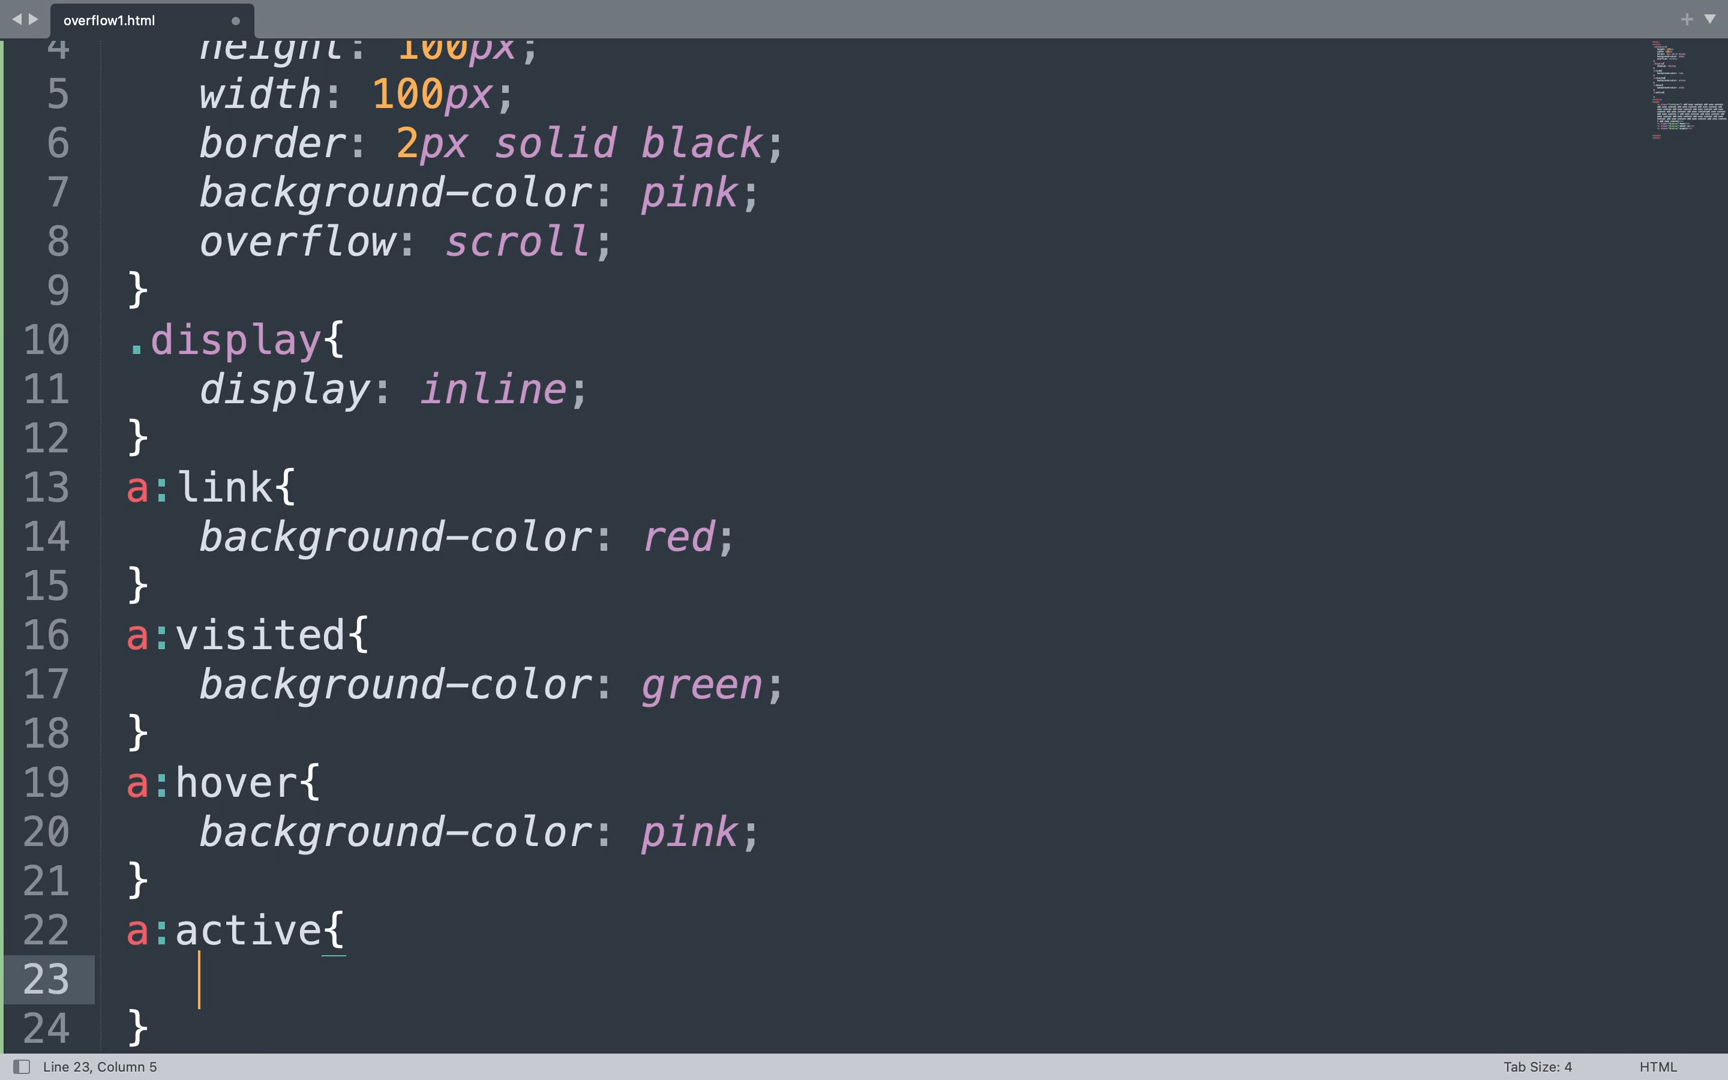 overflow1.html
4 height: 100px;
5 width: 100px;
6 border: 2px solid black;
7 background-color: pink;
8 overflow: scroll;
9 }
10 .display{
11 display: inline;
12 }
13 a:link{
14 background-color: red;
15 }
16 a:visited{
17 background-color: green;
18 }
19 a:hover{
20 background-color: pink;
21 }
22 a:active{
23
24 }
Line 23, Column 5
Tab Size: 4
HTML